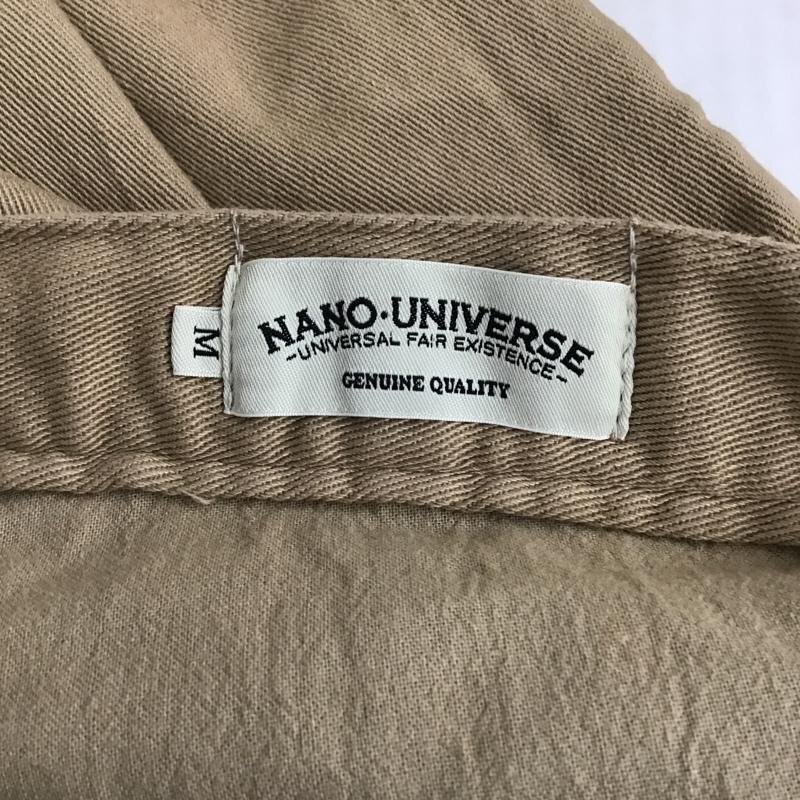 NANO·UNIVERSE
~UNIVERSAL FAIR EXISTENCE~
GENUINE QUALITY
M